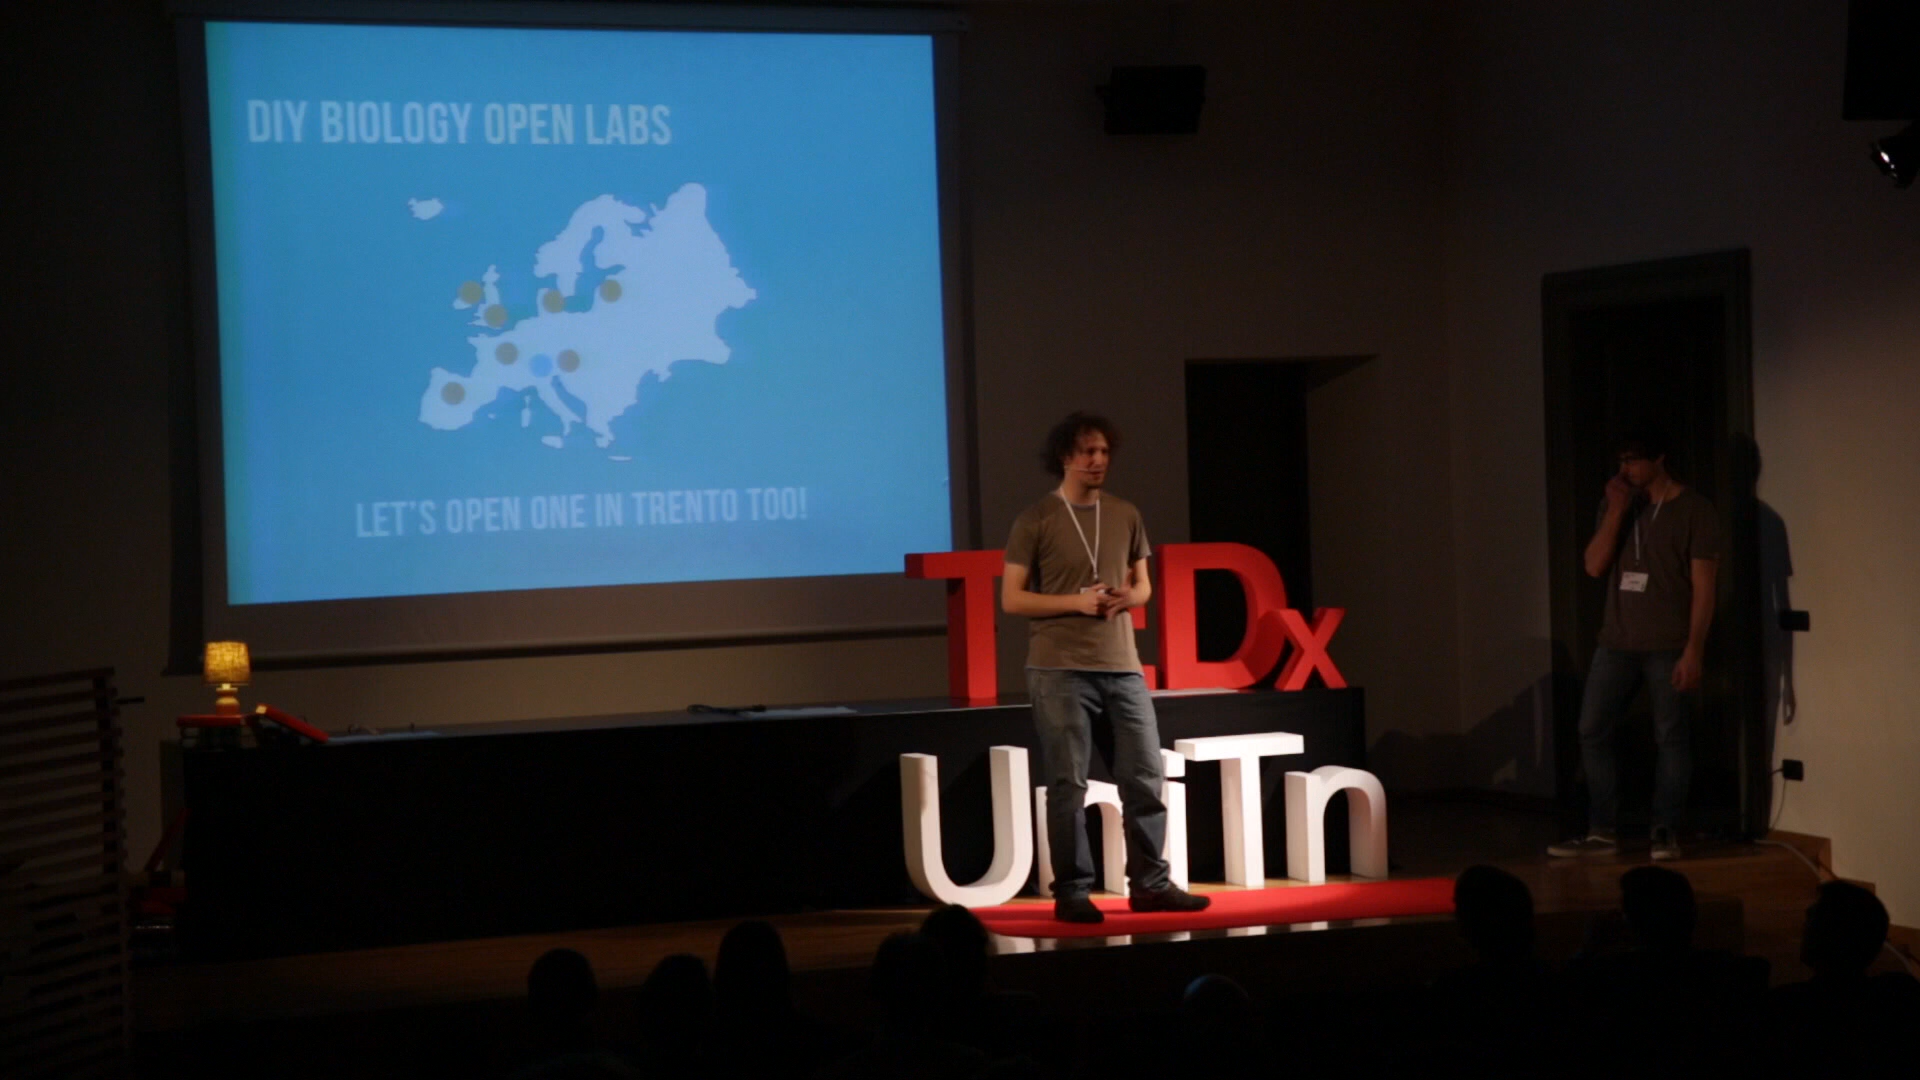 DIY BIOLOGY OPEN LABS
LET'S OPEN ONE IN TRENTO TOO!
TEDx
UniTn